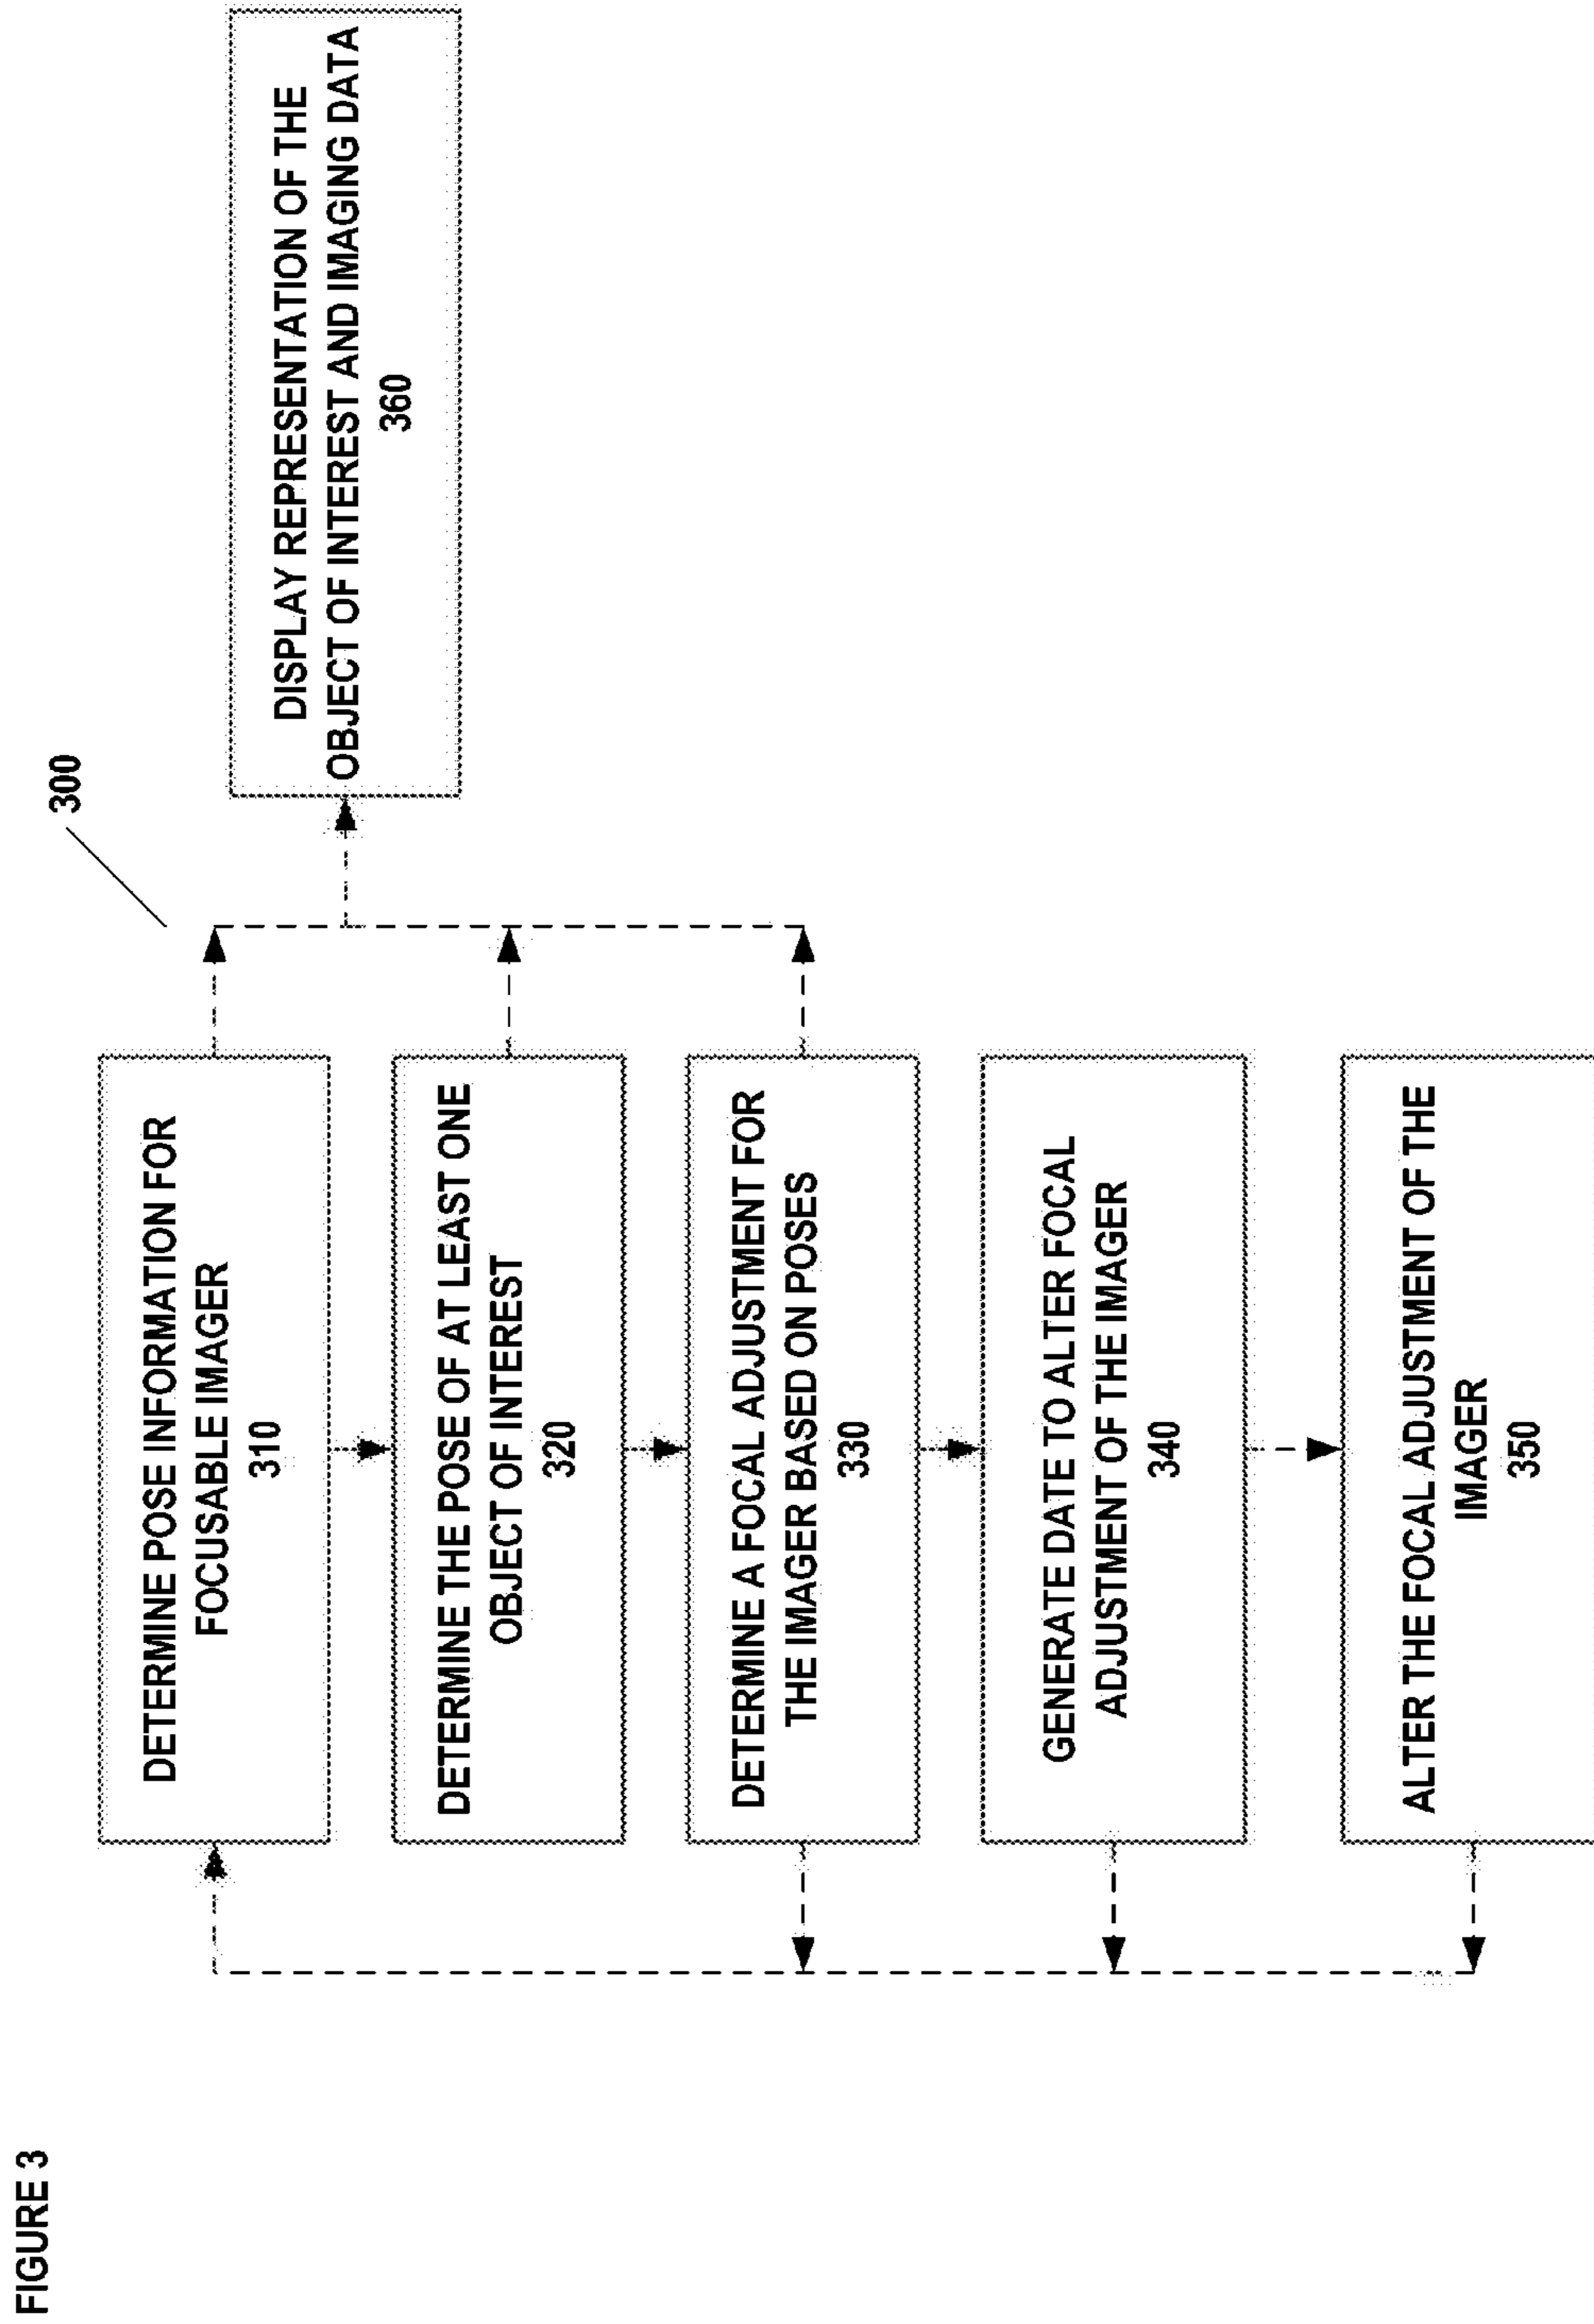 FIGURE 3
300
DETERMINE POSE INFORMATION FOR
FOCUSABLE IMAGER
310
DETERMINE THE POSE OF AT LEAST ONE
OBJECT OF INTEREST
320
DETERMINE A FOCAL ADJUSTMENT FOR
THE IMAGER BASED ON POSES
330
GENERATE DATE TO ALTER FOCAL
ADJUSTMENT OF THE IMAGER
340
ALTER THE FOCAL ADJUSTMENT OF THE
IMAGER
350
DISPLAY REPRESENTATION OF THE
OBJECT OF INTEREST AND IMAGING DATA
360